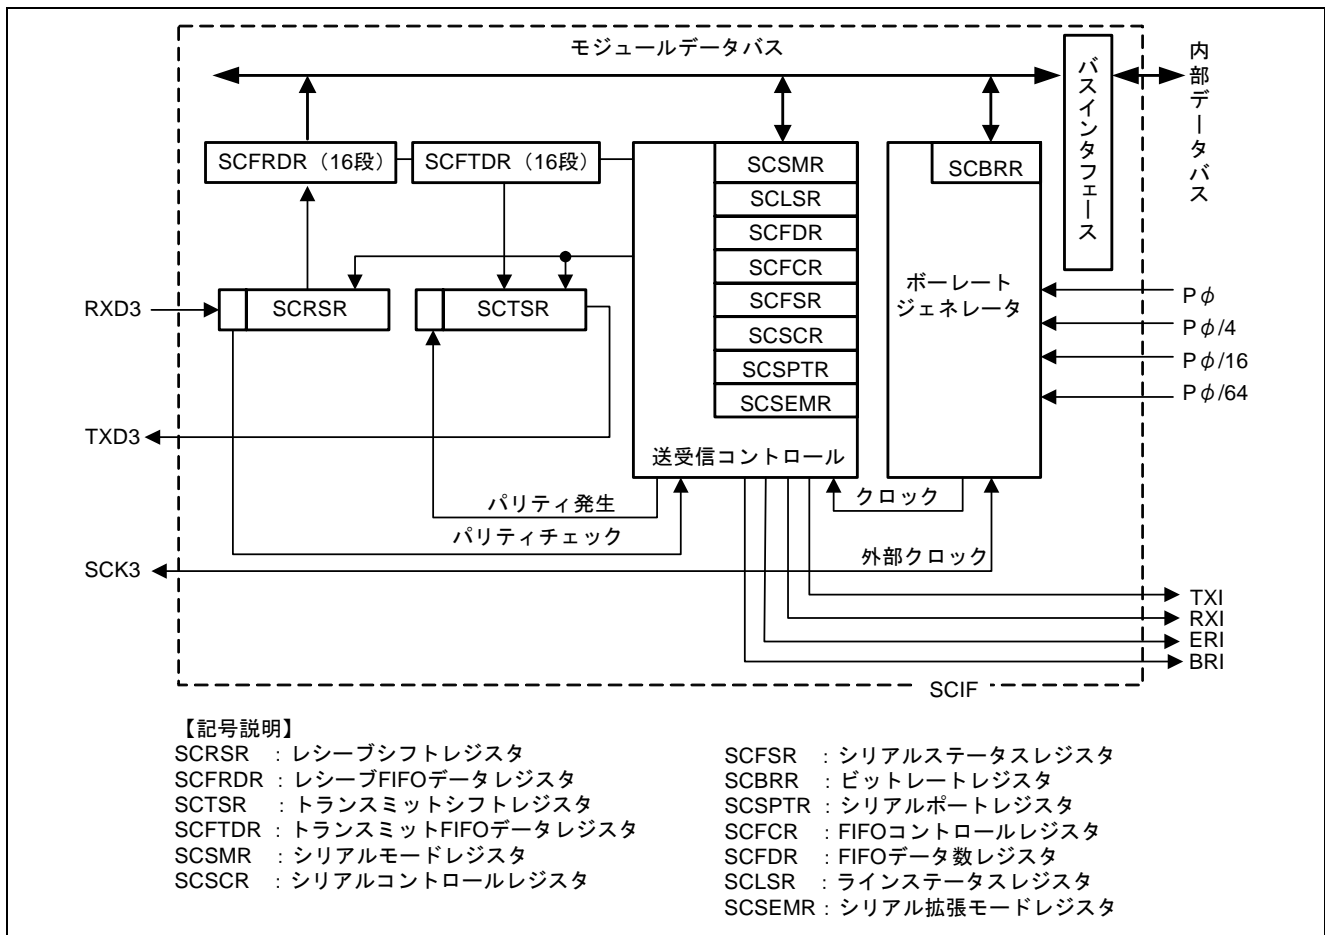 モジュールデータバス
バスインタフェース
内部データバス
SCFRDR（16段）
SCFTDR（16段）
SCSMR
SCLSR
SCFDR
SCFCR
SCFSR
SCSCR
SCSPTR
SCSEMR
送受信コントロール
SCBRR
ボーレート
ジェネレータ
RXD3
SCRSR
SCTSR
Pφ
Pφ/4
Pφ/16
Pφ/64
TXD3
パリティ発生
クロック
パリティチェック
SCK3
外部クロック
TXI
RXI
ERI
BRI
SCIF
【記号説明】
SCRSR ：レシーブシフトレジスタ
SCFRDR ：レシーブFIFOデータレジスタ
SCTSR ：トランスミットシフトレジスタ
SCFTDR ：トランスミットFIFOデータレジスタ
SCSMR ：シリアルモードレジスタ
SCSCR ：シリアルコントロールレジスタ
SCFSR ：シリアルステータスレジスタ
SCBRR ：ビットレートレジスタ
SCSPTR ：シリアルポートレジスタ
SCFCR ：FIFOコントロールレジスタ
SCFDR ：FIFOデータ数レジスタ
SCLSR ：ラインステータスレジスタ
SCSEMR ：シリアル拡張モードレジスタ